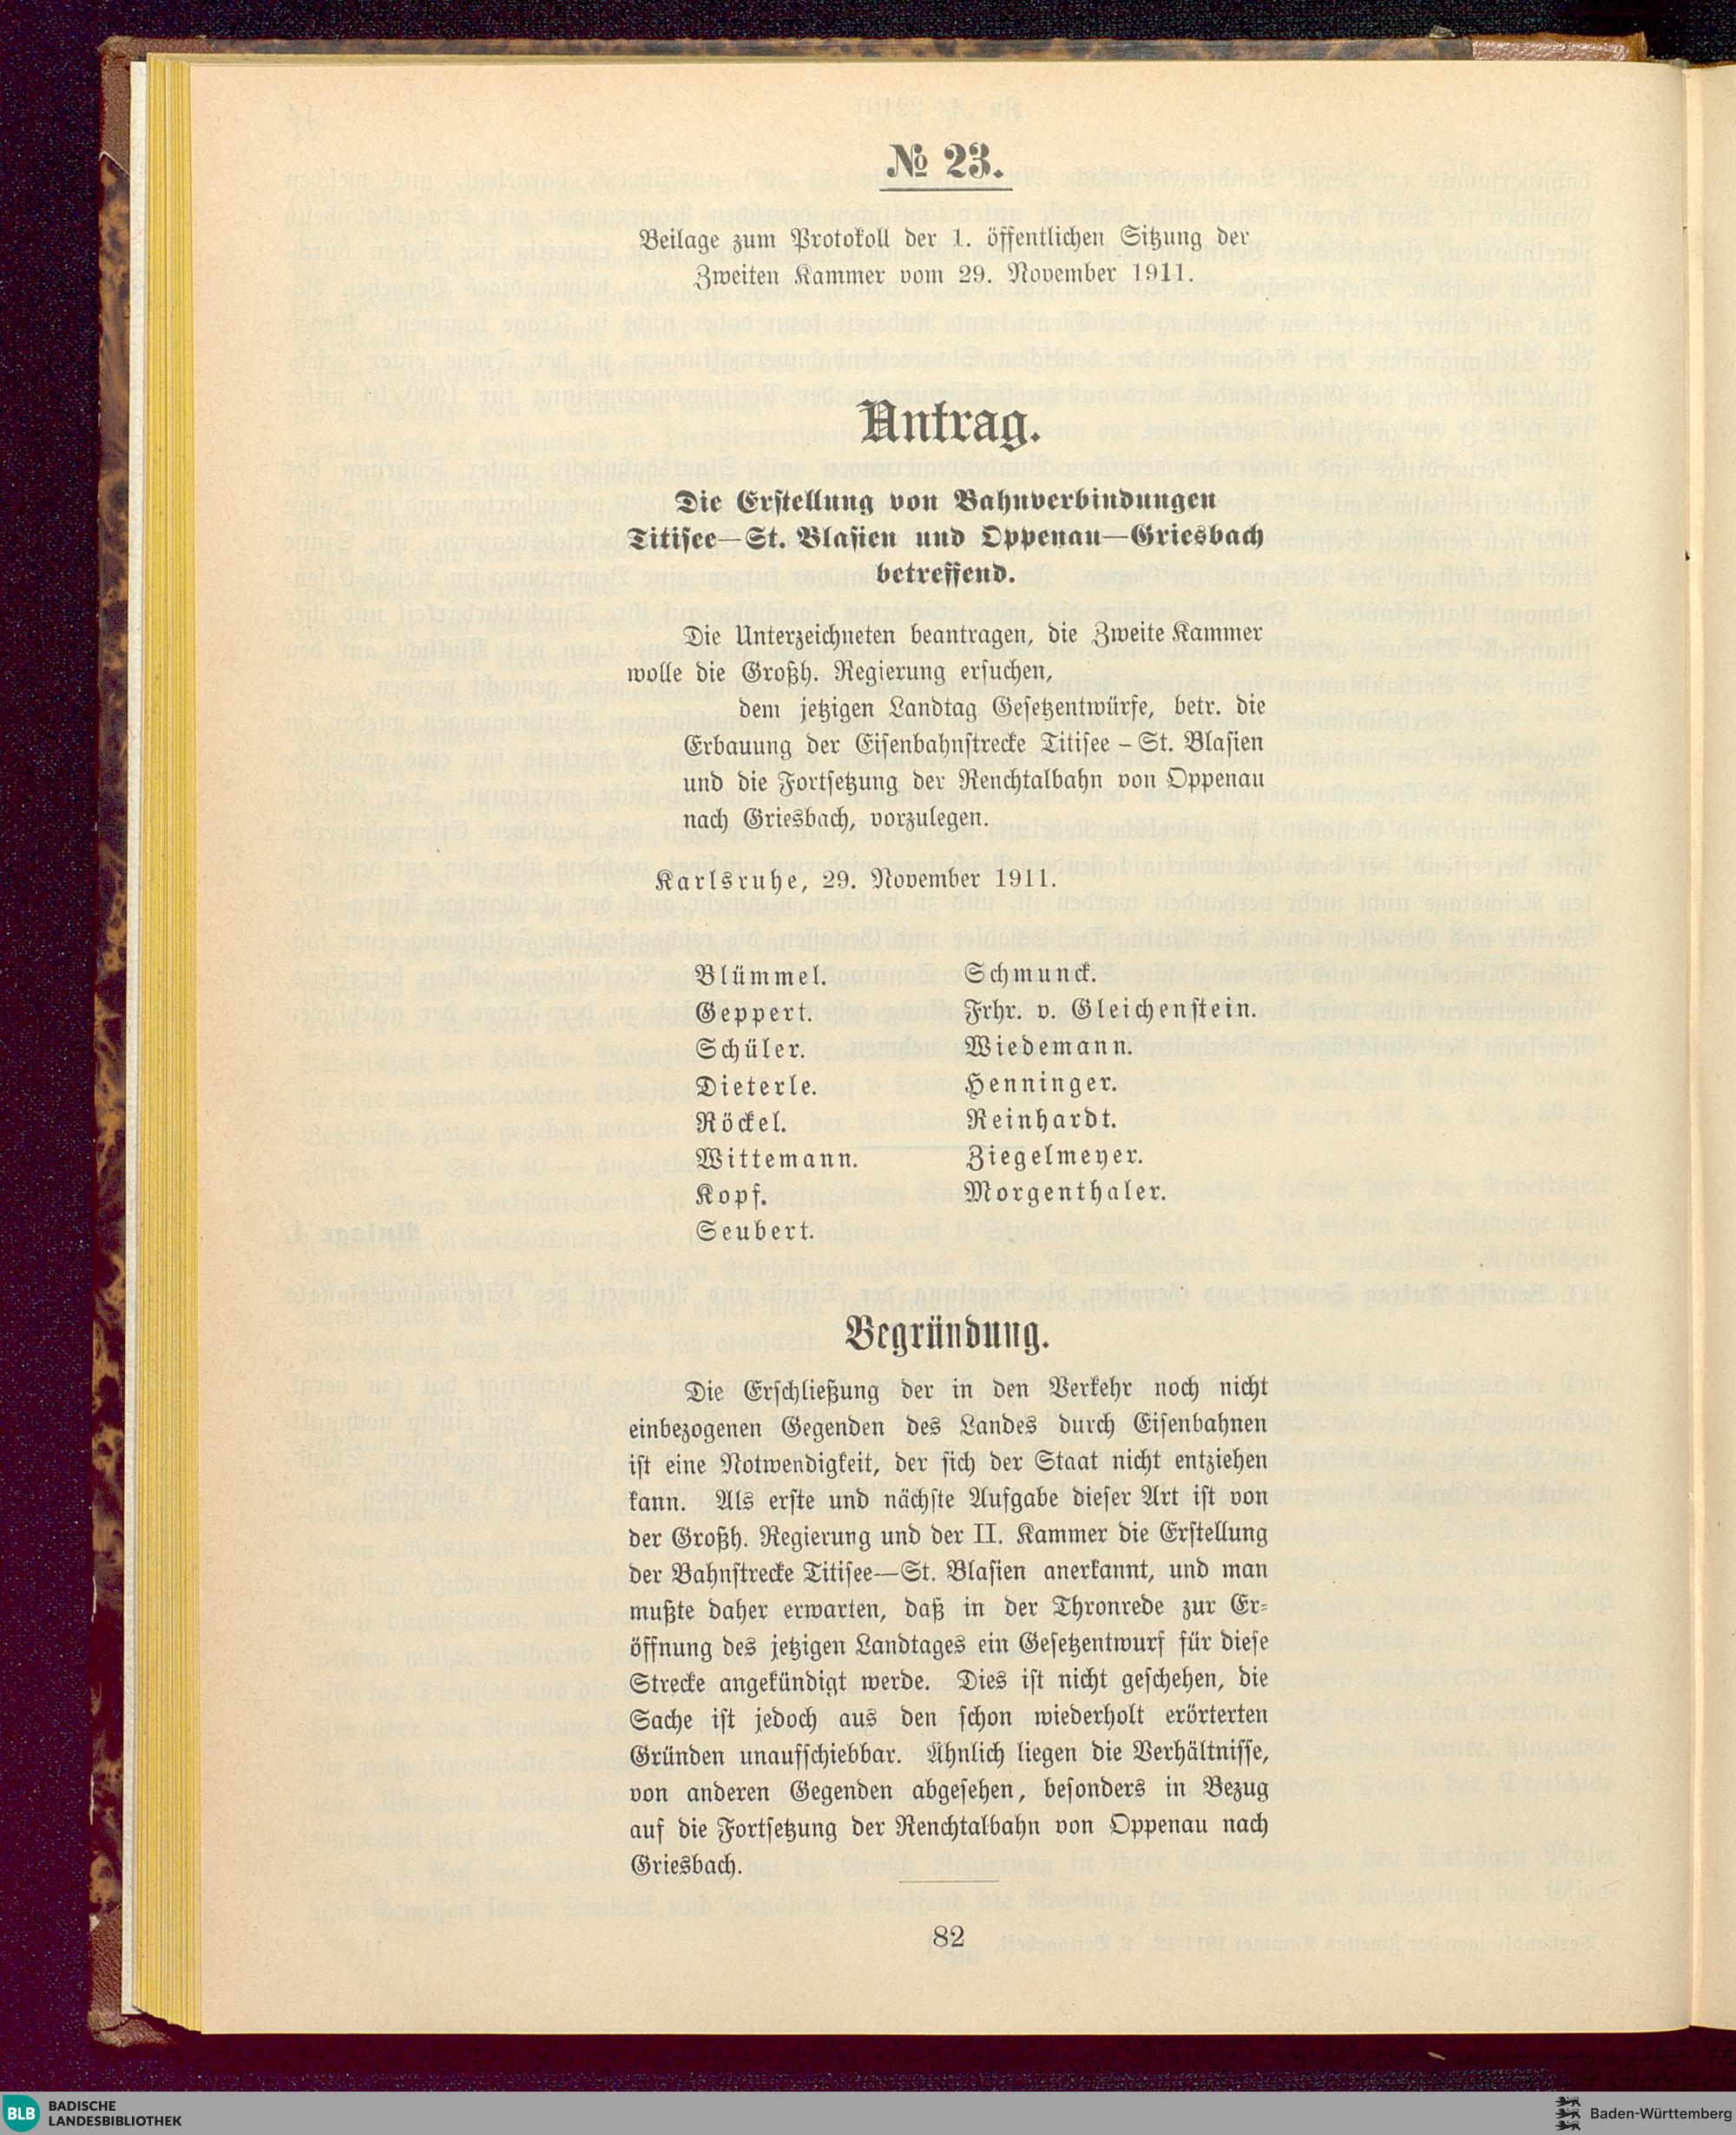 № 23.
Beilage zum Protokoll der 1. öffentlichen Sitzung der
Zweiten Kammer vom 29. November 1911.
Antrag.
Die Erstellung von Bahnverbindungen
Titisee—St. Blasien und Oppenau—Griesbach
betreffend.
Die Unterzeichneten beantragen, die Zweite Kammer
wolle die Großh. Regierung ersuchen,
dem jetzigen Landtag Gesetzentwürfe, betr. die
Erbauung der Eisenbahnstrecke Titisee – St. Blasien
und die Fortsetzung der Renchtalbahn von Oppenau
nach Griesbach, vorzulegen.
Karlsruhe, 29. November 1911.
Blümmel. Schmunck.
Geppert. Frhr. v. Gleichenstein.
Schüler. Wiedemann.
Dieterle. Henninger.
Röckel. Reinhardt.
Wittemann. Ziegelmeyer.
Kopf. Morgenthaler.
Seubert.
Begründung.
Die Erschließung der in den Verkehr noch nicht
einbezogenen Gegenden des Landes durch Eisenbahnen
ist eine Notwendigkeit, der sich der Staat nicht entziehen
kann. Als erste und nächste Aufgabe dieser Art ist von
der Großh. Regierung und der II. Kammer die Erstellung
der Bahnstrecke Titisee—St. Blasien anerkannt, und man
mußte daher erwarten, daß in der Thronrede zur Er-
öffnung des jetzigen Landtages ein Gesetzentwurf für diese
Strecke angekündigt werde. Dies ist nicht geschehen, die
Sache ist jedoch aus den schon wiederholt erörterten
Gründen unaufschiebbar. Ähnlich liegen die Verhältnisse,
von anderen Gegenden abgesehen, besonders in Bezug
auf die Fortsetzung der Renchtalbahn von Oppenau nach
Griesbach.
82
BLB BADISCHE
LANDESBIBLIOTHEK
Baden-Württemberg